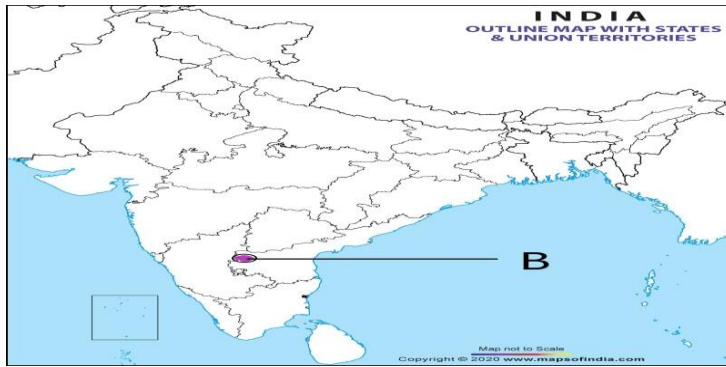 INDIA
OUTLINE MAP WITH STATES
& UNION TERRITORIES
B
Map not to Scale
Copyright © 2020 www.mapsofindia.com